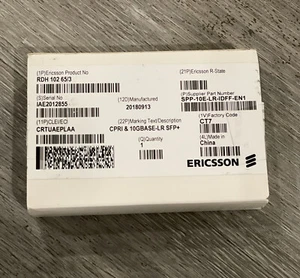 (1P)Ericsson Product No
RDH 102 65/3
(21P)Ericsson R-State
(S)Serial No
IAE2012855
(12D)Manufactured
20180913
(P)Supplier Part Number
SPP-10E-LR-IDFF-EN1
(11P)CLEI/ECI
CRTUAEPLAA
(22P)Marking Text/Description
CPRI & 10GBASE-LR SFP+
(1V)Factory Code
CT7
(Q)Quantity
1
(4L)Made in
China
ERICSSON